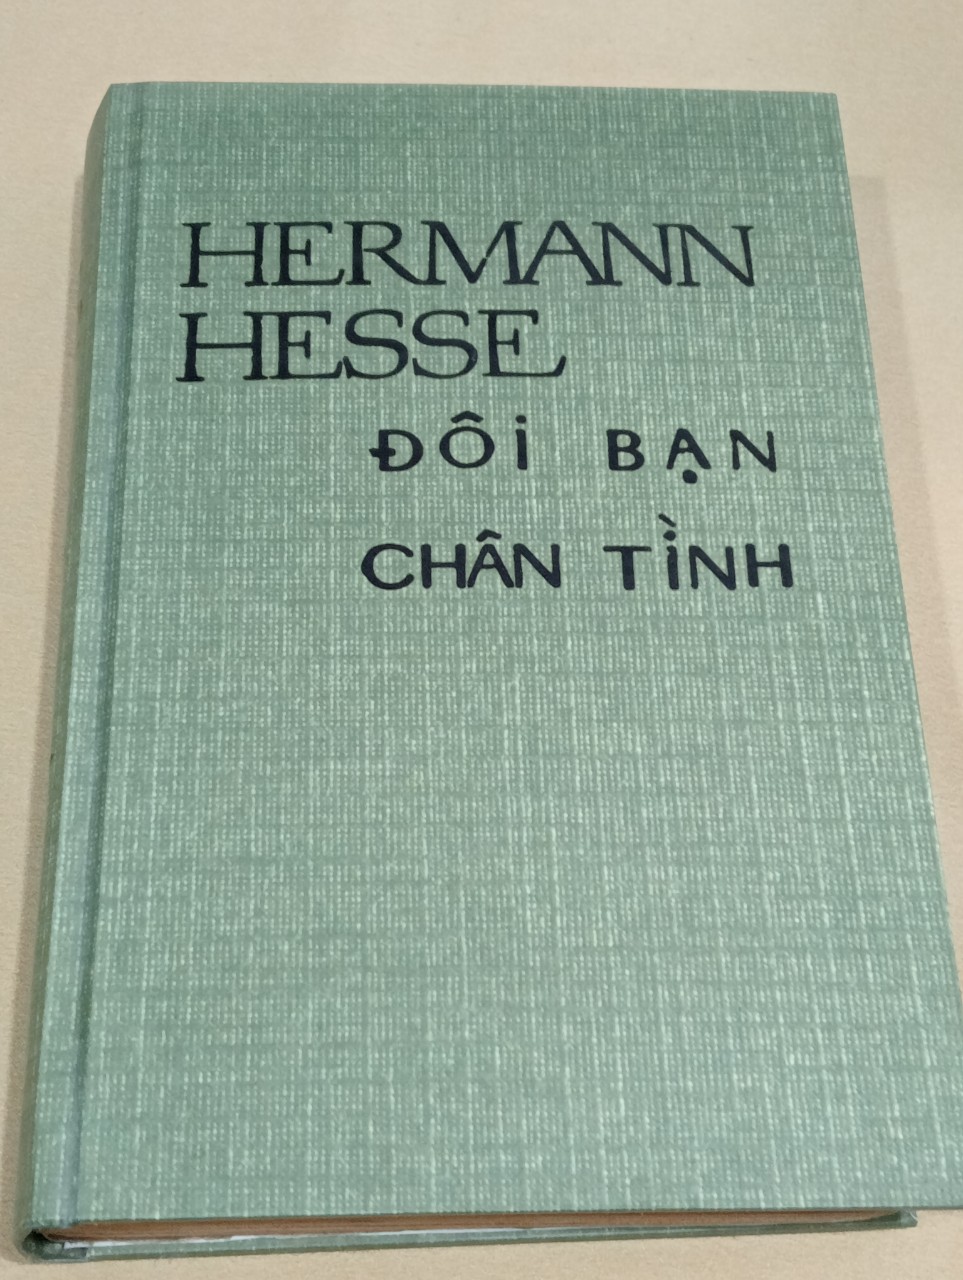 HERMANN
HESSE
ĐÔi BẠN
CHÂN TÌNH